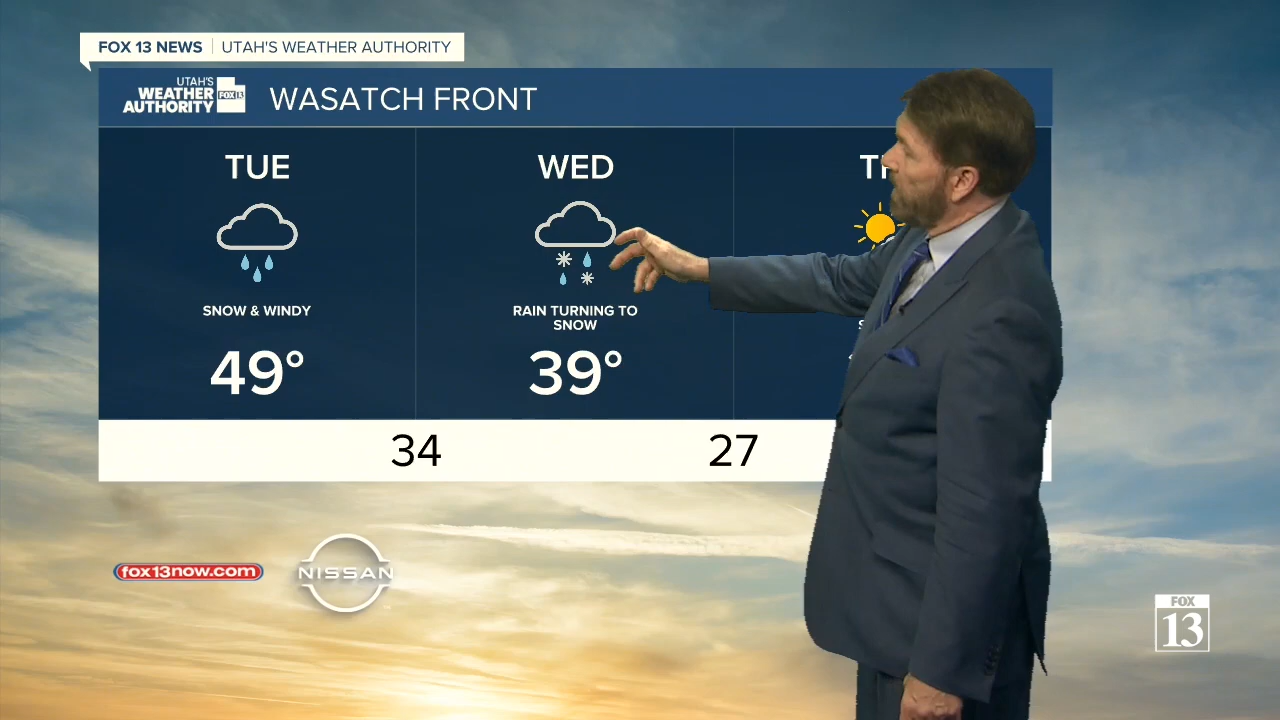 FOX 13 NEWS UTAH'S WEATHER AUTHORITY
UTAH'S
WEATHER
AUTHORITY
FOX 13
WASATCH FRONT
TUE
WED
SNOW & WINDY
RAIN TURNING TO
SNOW
49°
39°
34
27
fox13now.com
NISSAN
FOX
13